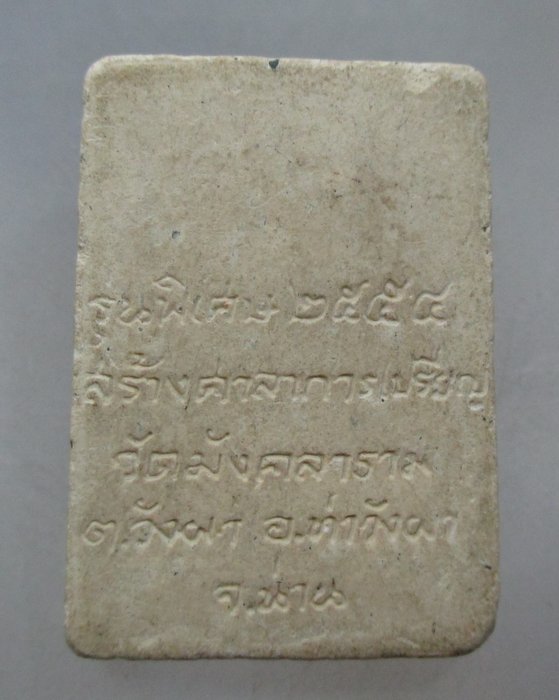 รุ่นพิเศษ ๒๕๕๔
สร้างศาลาการเปรียญ
วัดมังคลาราม
ต.วังผา อ.ท่าวังผา
จ.น่าน